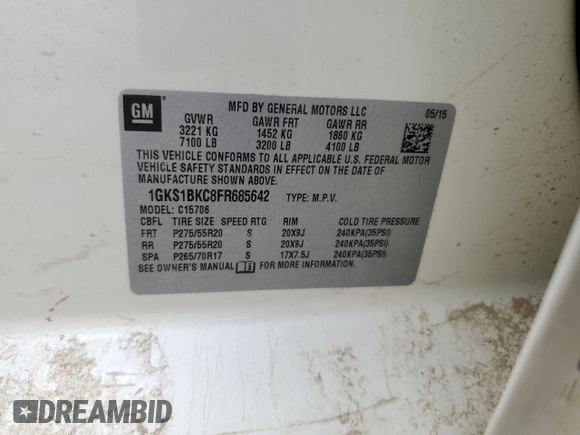 GM
MFD BY GENERAL MOTORS LLC 05/15
GVWR GAWR FRT GAWR RR
3221 KG 1452 KG 1860 KG
7100 LB 3200 LB 4100 LB
THIS VEHICLE CONFORMS TO ALL APPLICABLE U.S. FEDERAL MOTOR
VEHICLE SAFETY STANDARDS IN EFFECT ON THE DATE OF
MANUFACTURE SHOWN ABOVE.
1GKS1BKC8FR685642 TYPE: M.P.V.
MODEL: C15706
CBFL TIRE SIZE SPEED RTG RIM COLD TIRE PRESSURE
FRT P275/55R20 S 20X9J 240KPA(35PSI)
RR P275/55R20 S 20X9J 240KPA(35PSI)
SPA P265/70R17 S 17X7.5J 240KPA(35PSI)
SEE OWNER'S MANUAL FOR MORE INFORMATION.
DREAMBID